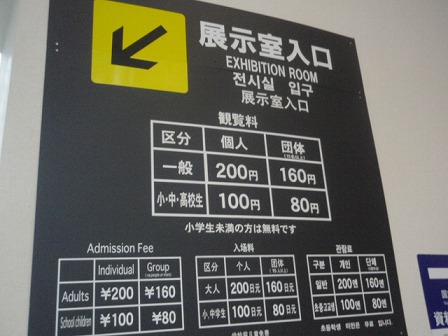 展示室入口
EXHIBITION ROOM
전시실 입구
展示室入口
観覧料
区分 個人 団体
一般 200円 160円
小・中・高校生 100円 80円
小学生未満の方は無料です
Admission Fee
Individual Group
Adults ¥200 ¥160
School children ¥100 ¥80
入场料
区分 个人 团体
大人 200日元 160日元
小中高学生 100日元 80日元
관람료
구분 개인 단체
일반 200엔 160엔
초중고교생 100엔 80엔